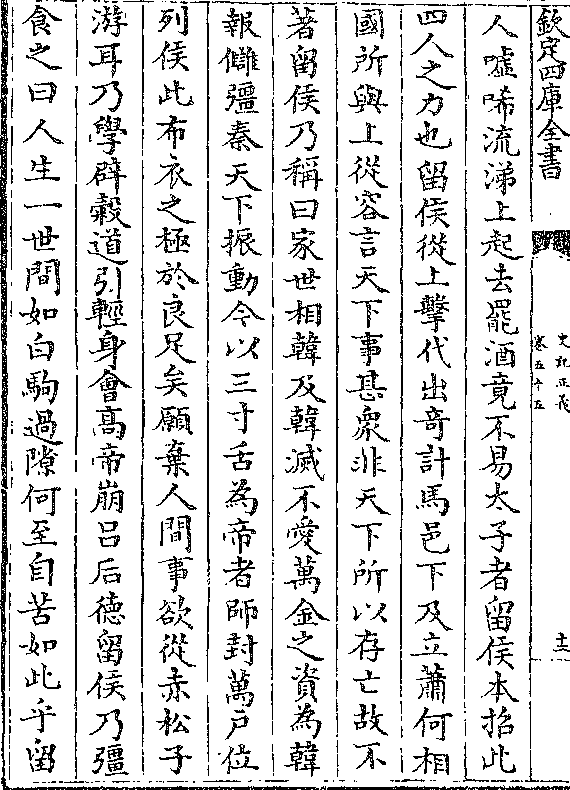 欽定四庫全書
史記正義
卷五十五
十三
人噓唏流涕上起去罷酒竟不易太子者留侯本招此
四人之力也留侯從上擊代出奇計馬邑下及立蕭何相
國所與上從容言天下事甚衆非天下所以存亡故不
著留侯乃稱曰家世相韓及韓滅不愛萬金之資為韓
報讎彊秦天下振動今以三寸舌為帝者師封萬戸位
列侯此布衣之極於良足矣願棄人間事欲從赤松子
游耳乃學辟穀道引輕身會髙帝崩吕后徳留侯乃彊
食之曰人生一世間如白駒過隙何至自苦如此乎留